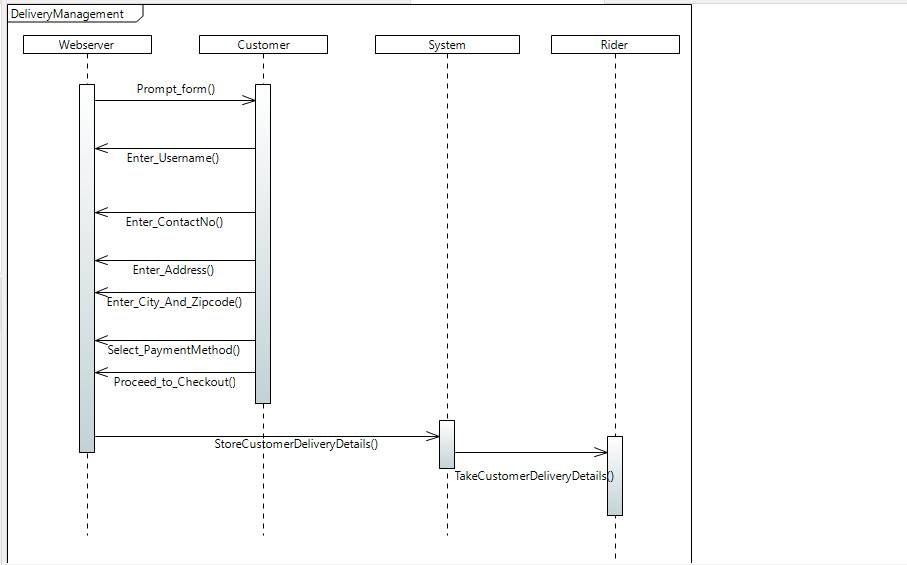 DeliveryManagement
Webserver
Customer
System
Rider
Prompt_form()
Enter_Username()
Enter_ContactNo()
Enter_Address()
Enter_City_And_Zipcode()
Select_PaymentMethod()
Proceed_to_Checkout()
StoreCustomerDeliveryDetails()
TakeCustomerDeliveryDetails()